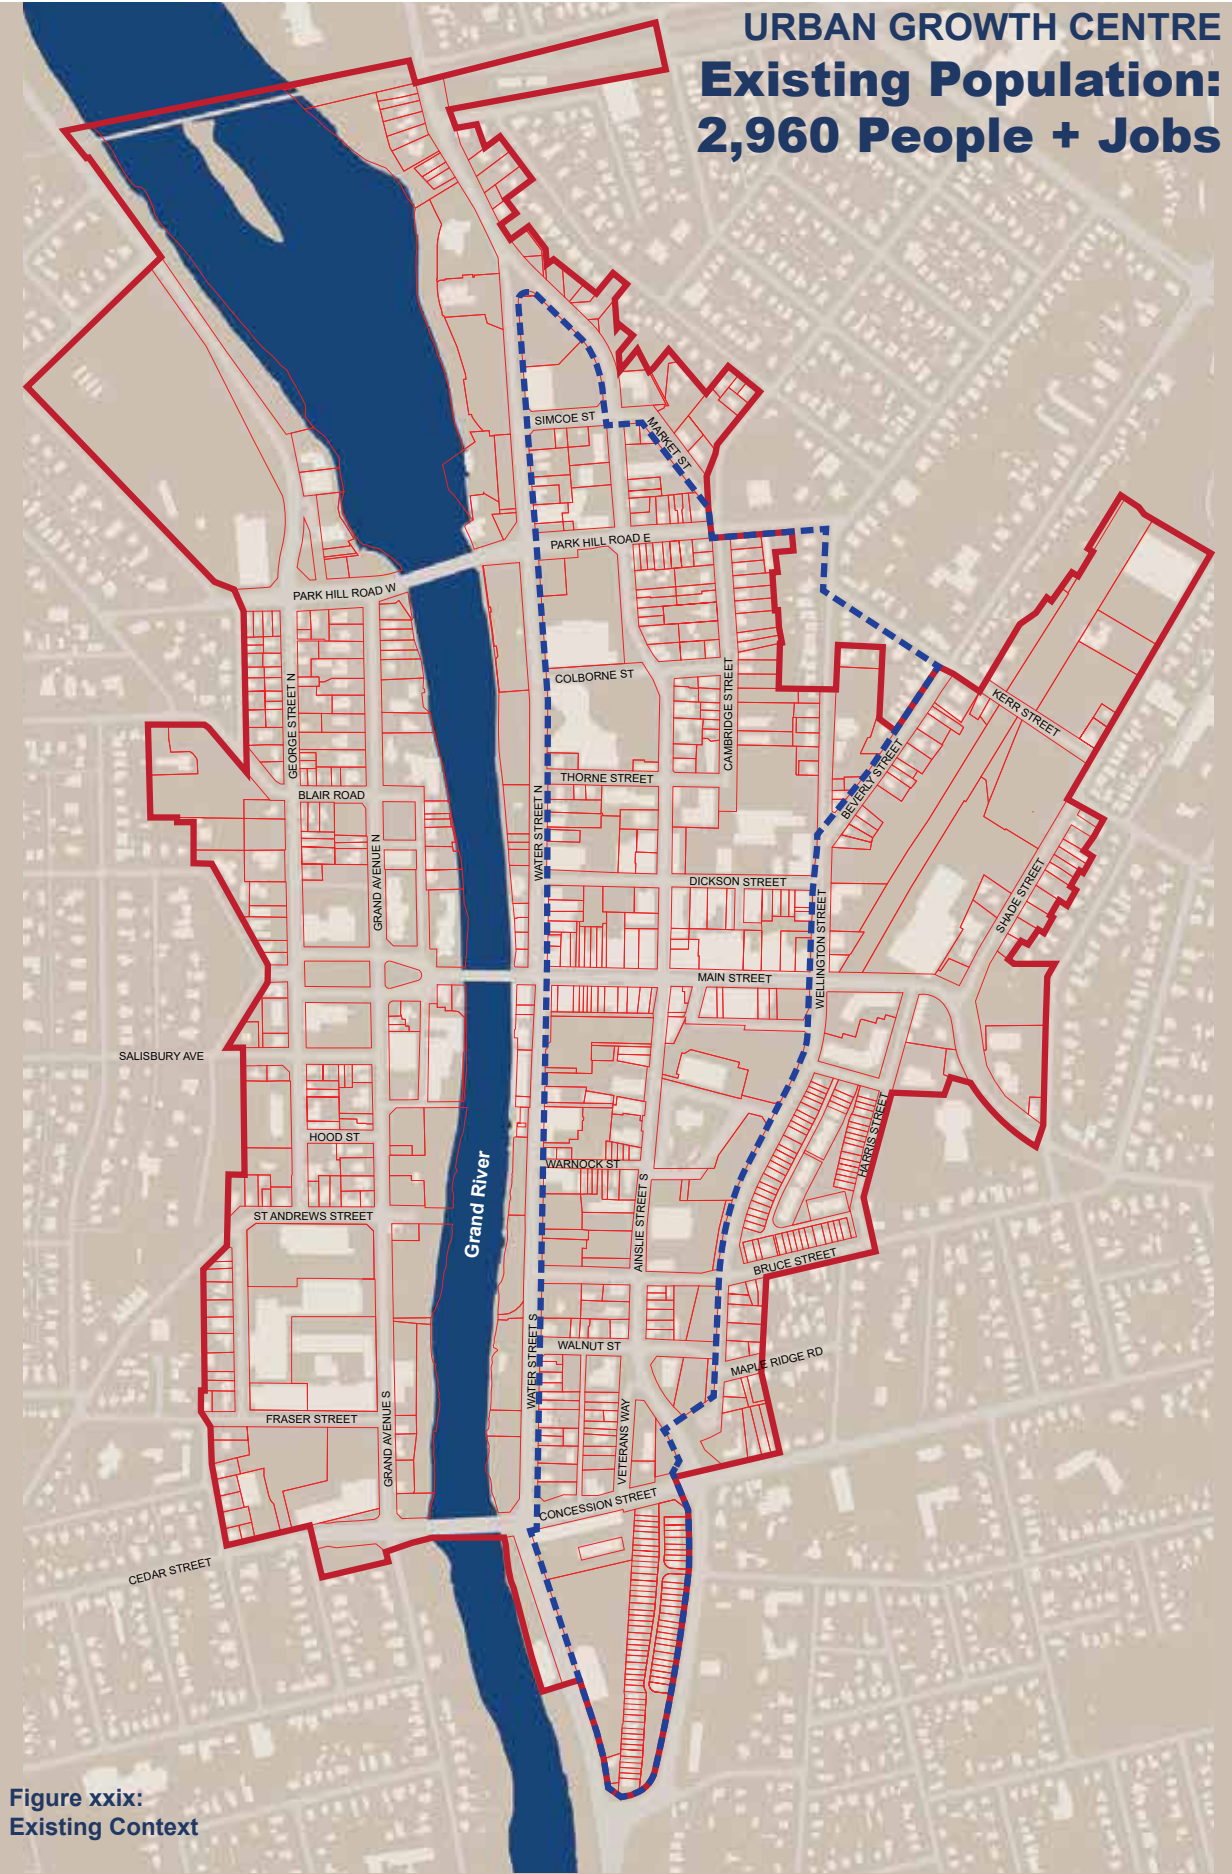 URBAN GROWTH CENTRE
Existing Population:
2,960 People + Jobs
SIMCOE ST
MARKET ST
PARK HILL ROAD E
PARK HILL ROAD W
COLBORNE ST
CAMBRIDGE STREET
GEORGE STREET N
KERR STREET
BEVERLY STREET
THORNE STREET
BLAIR ROAD
WATER STREET N
GRAND AVENUE N
DICKSON STREET
SHADE STREET
WELLINGTON STREET
MAIN STREET
SALISBURY AVE
HOOD ST
HARRIS STREET
WARNOCK ST
Grand River
AINSLIE STREET S
ST ANDREWS STREET
BRUCE STREET
WATER STREET S
WALNUT ST
MAPLE RIDGE RD
FRASER STREET
GRAND AVENUE S
VETERANS WAY
CONCESSION STREET
CEDAR STREET
Figure xxix:
Existing Context